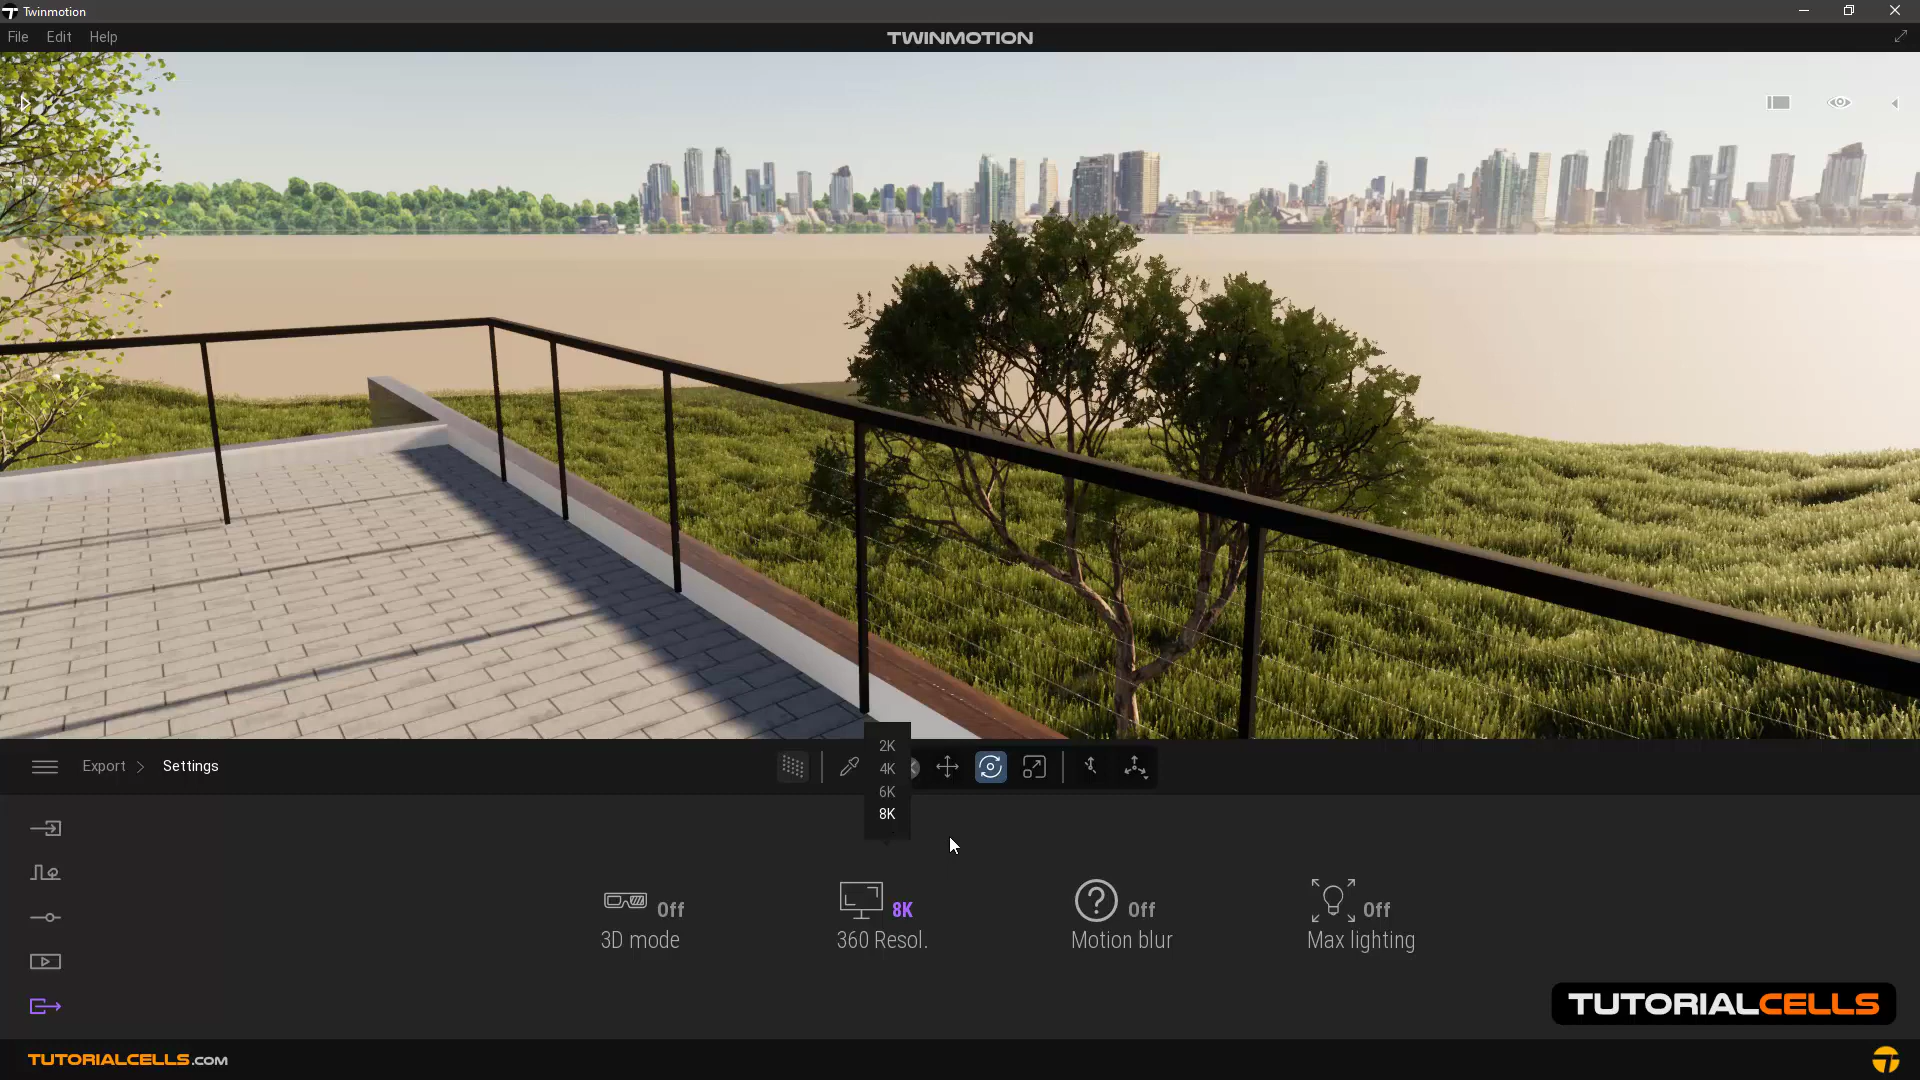 Twinmotion
File Edit Help
TWINMOTION
2K
4K
6K
8K
Export Settings
Off
3D mode
8K
360 Resol.
Off
Motion blur
Off
Max lighting
TUTORIALCELLS
TUTORIALCELLS.COM